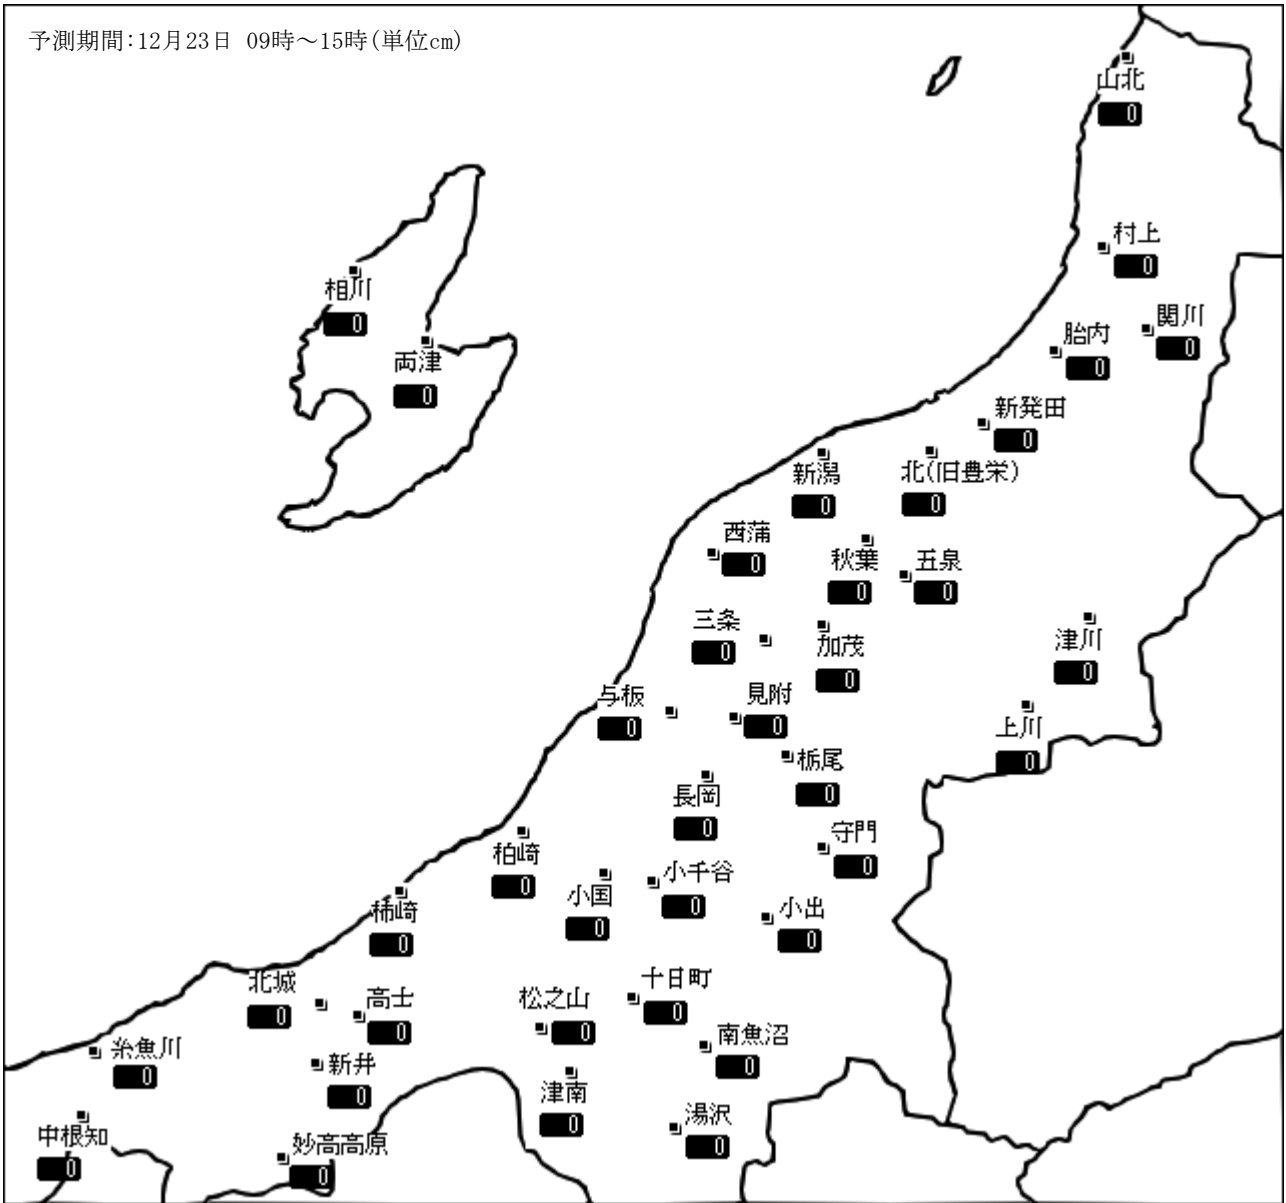 予測期間:12月23日 09時～15時(単位cm)
山北
0
村上
0
相川
0
関川
0
胎内
0
両津
0
新発田
0
新潟
0
北(旧豊栄)
0
西蒲
0
秋葉
0
五泉
0
三条
0
加茂
0
津川
0
与板
0
見附
0
上川
0
栃尾
0
長岡
0
守門
0
柏崎
0
小千谷
0
小国
0
小出
0
柿崎
0
北城
0
高士
0
松之山
0
十日町
0
南魚沼
0
糸魚川
0
新井
0
津南
0
湯沢
0
中根知
0
妙高高原
0